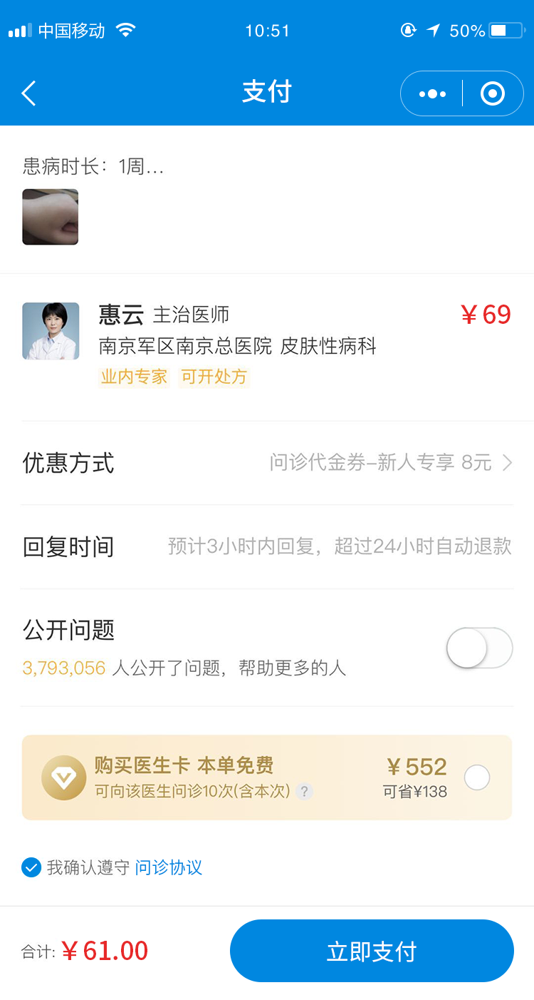 中国移动
10:51
50%
支付
患病时长：1周...
惠云 主治医师
¥69
南京军区南京总医院 皮肤性病科
业内专家 可开处方
优惠方式
问诊代金券-新人专享 8元
回复时间
预计3小时内回复，超过24小时自动退款
公开问题
3,793,056 人公开了问题，帮助更多的人
购买医生卡 本单免费
¥552
可向该医生问诊10次(含本次) ?
可省¥138
我确认遵守 问诊协议
合计: ¥61.00
立即支付